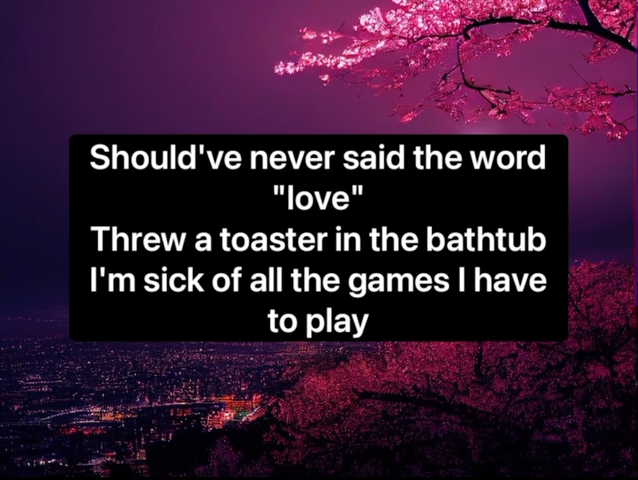 Should've never said the word
"love"
Threw a toaster in the bathtub
I'm sick of all the games I have
to play